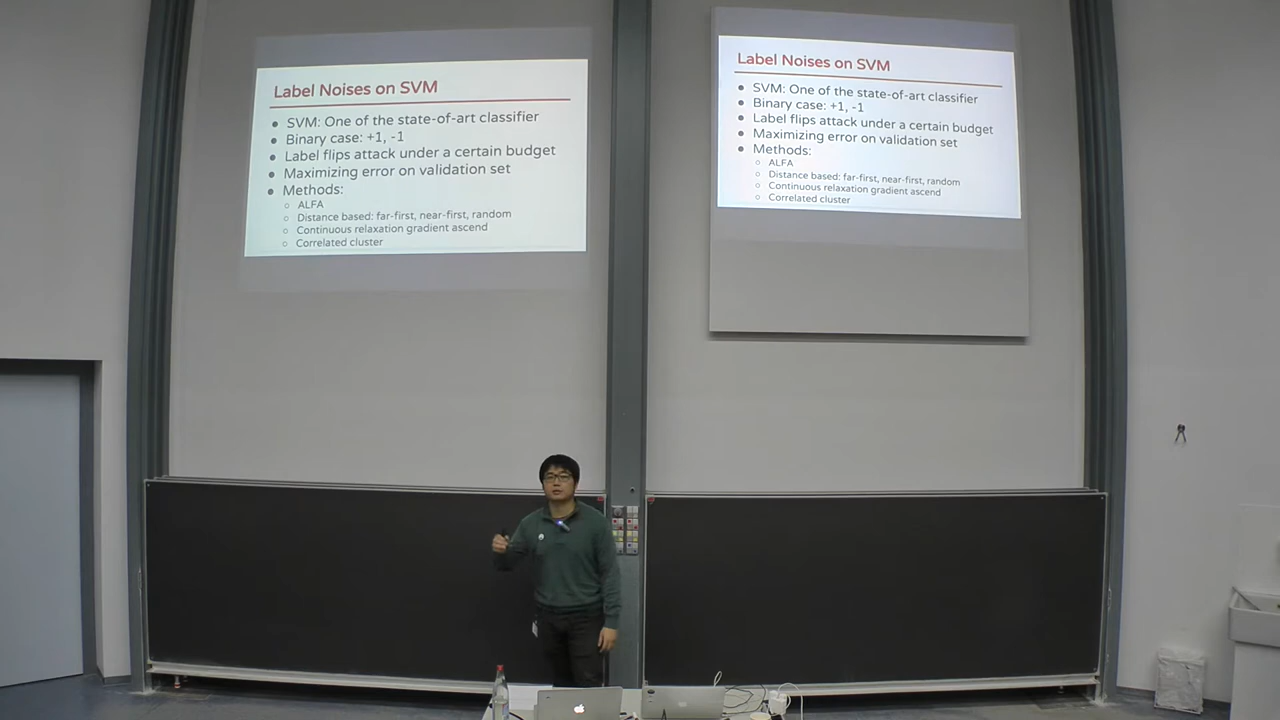 Label Noises on SVM
SVM: One of the state-of-art classifier
Binary case: +1, -1
Label flips attack under a certain budget
Maximizing error on validation set
Methods:
ALFA
Distance based: far-first, near-first, random
Continuous relaxation gradient ascend
Correlated cluster
Label Noises on SVM
SVM: One of the state-of-art classifier
Binary case: +1, -1
Label flips attack under a certain budget
Maximizing error on validation set
Methods:
ALFA
Distance based: far-first, near-first, random
Continuous relaxation gradient ascend
Correlated cluster